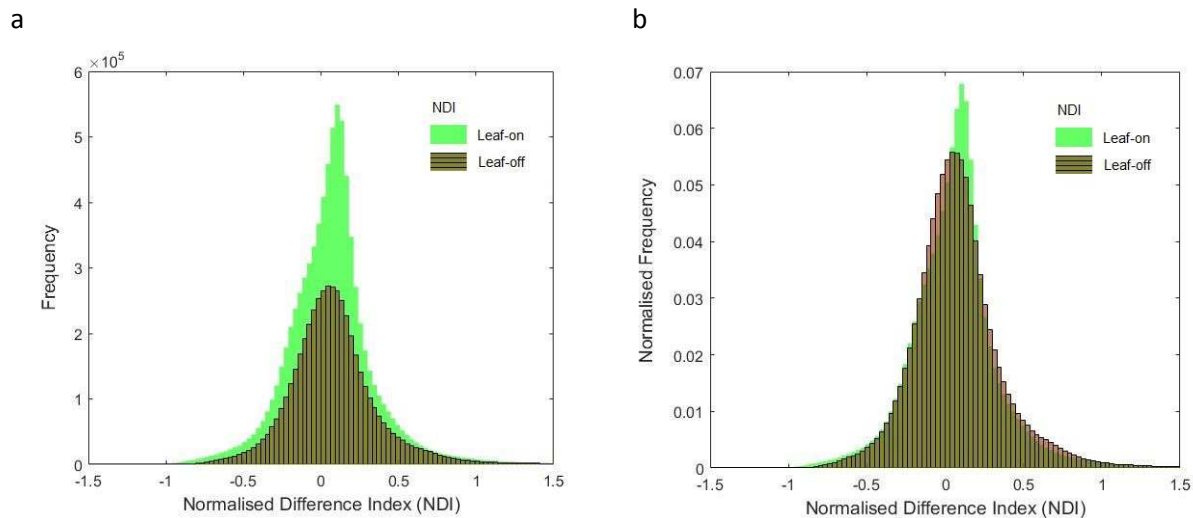 a
×10⁵
6
5
4
3
2
1
0
-1.5 -1 -0.5 0 0.5 1 1.5
Frequency
Normalised Difference Index (NDI)
NDI
Leaf-on
Leaf-off
b
0.07
0.06
0.05
0.04
0.03
0.02
0.01
0
-1.5 -1 -0.5 0 0.5 1 1.5
Normalised Frequency
Normalised Difference Index (NDI)
NDI
Leaf-on
Leaf-off